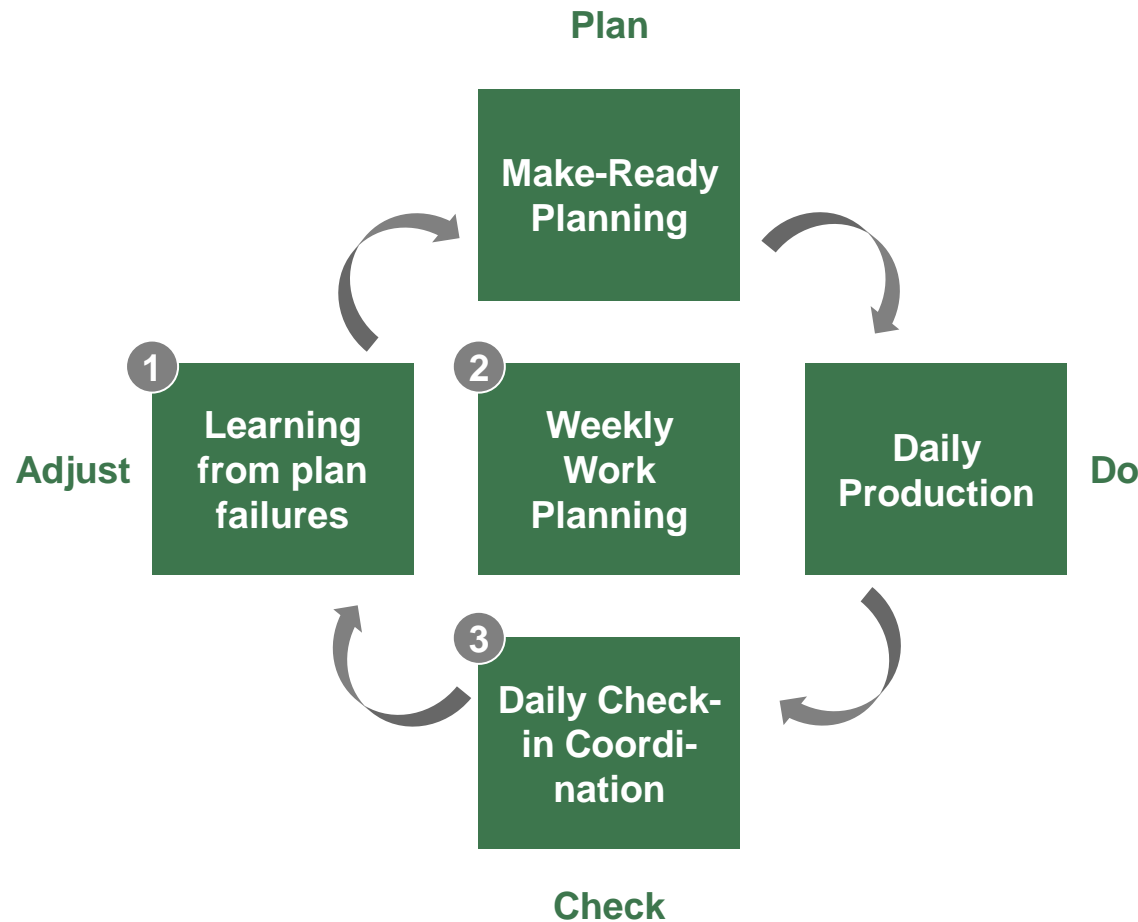 Plan
Make-Ready
Planning
1
Learning
from plan
failures
2
Weekly
Work
Planning
Daily
Production
Adjust
Do
3
Daily Check-
in Coordi-
nation
Check